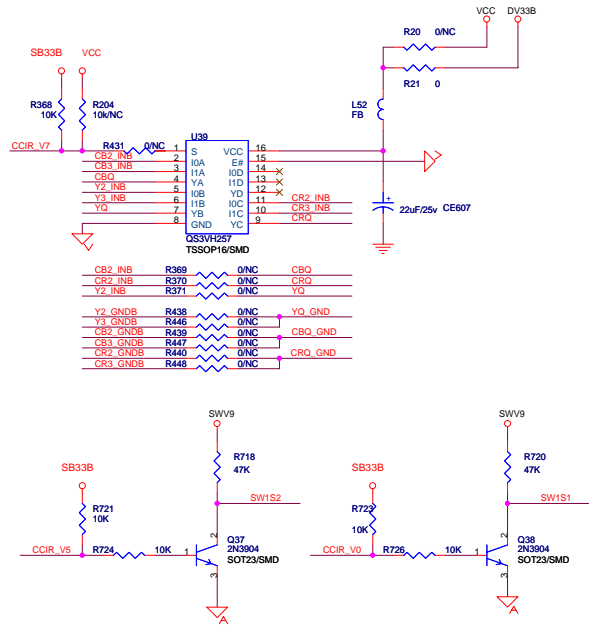 R20 0/NC
VCC DV33B
R21 0
SB33B VCC
L52
FB
R368
10K
R204
10k/NC
U39
CCIR_V7 R431 0/NC 1 S VCC 16
CB2_INB 2 I0A E# 15
CB3_INB 3 I1A I0D 14
CBQ 4 YA I1D 13
Y2_INB 5 I0B YD 12
Y3_INB 6 I1B I0C 11 CR2_INB
YQ 7 YB I1C 10 CR3_INB
8 GND YC 9 CRQ
QS3VH257
TSSOP16/SMD
+
22uF/25v CE607
CB2_INB R369 0/NC CBQ
CR2_INB R370 0/NC CRQ
Y2_INB R371 0/NC YQ
Y2_GNDB R438 0/NC YQ_GND
Y3_GNDB R446 0/NC
CB2_GNDB R439 0/NC CBQ_GND
CB3_GNDB R447 0/NC
CR2_GNDB R440 0/NC CRQ_GND
CR3_GNDB R448 0/NC
SWV9
R718
47K
SB33B
SW1S2
R721
10K
CCIR_V5 R724 10K 1
2
3
Q37
2N3904
SOT23/SMD
A
SWV9
R720
47K
SB33B
SW1S1
R723
10K
CCIR_V0 R726 10K 1
2
3
Q38
2N3904
SOT23/SMD
A